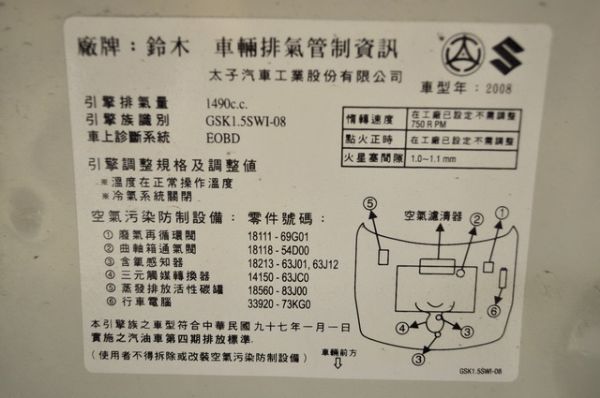 廠牌：鈴木 車輛排氣管制資訊
太子汽車工業股份有限公司
車型年：2008
引擎排氣量 1490c.c.
引擎族識別 GSK1.5SWI-08
車上診斷系統 EOBD
惰轉速度 在工廠已設定不需調整 750 R PM
點火正時 在工廠已設定不需調整
火星塞間隙 1.0~1.1 mm
引擎調整規格及調整值
※溫度在正常操作溫度
※冷氣系統關閉
空氣污染防制設備： 零件號碼：
①廢氣再循環閥 18111-69G01
②曲軸箱通氣閥 18118-54D00
③含氧感知器 18213-63J01, 63J12
④三元觸媒轉換器 14150-63JC0
⑤蒸發排放活性碳罐 18560-83J00
⑥行車電腦 33920-73KG0
⑤ 空氣濾清器 ② ①
⑥
④ ③
③
本引擎族之車型符合中華民國九十七年一月一日
實施之汽油車第四期排放標準.
(使用者不得拆除或改裝空氣污染防制設備)
車輛前方
GSK1.5SWI-08